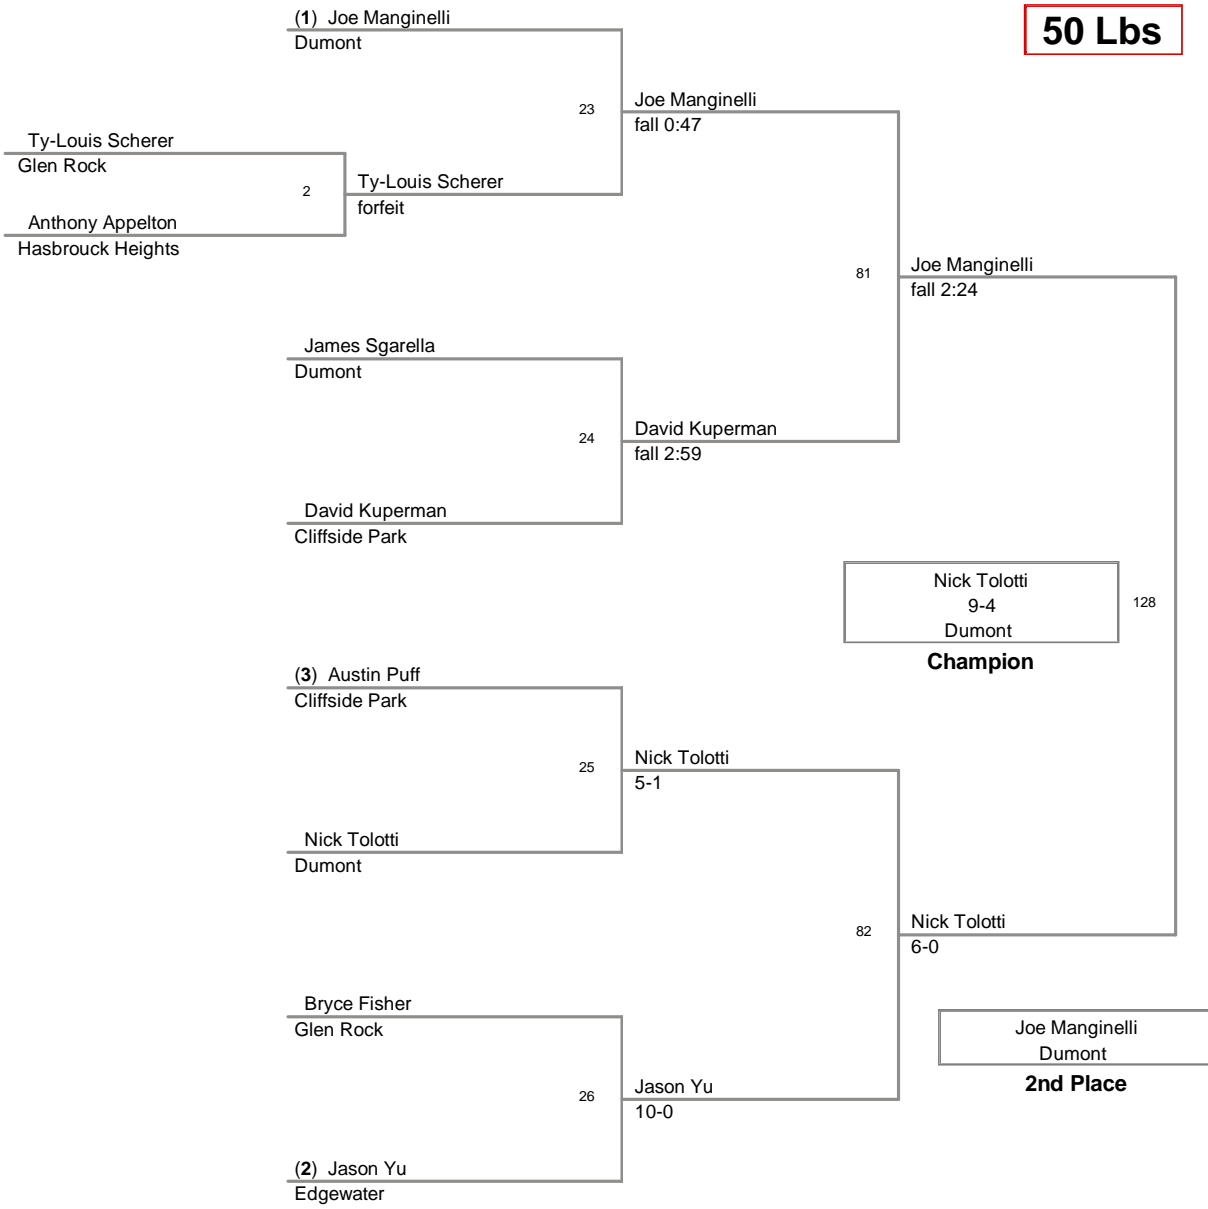 (1) Joe Manginelli
Dumont
50 Lbs
23
Joe Manginelli
fall 0:47
Ty-Louis Scherer
Glen Rock
2
Ty-Louis Scherer
forfeit
Anthony Appelton
Hasbrouck Heights
81
Joe Manginelli
fall 2:24
James Sgarella
Dumont
24
David Kuperman
fall 2:59
David Kuperman
Cliffside Park
Nick Tolotti
9-4
Dumont
128
Champion
(3) Austin Puff
Cliffside Park
25
Nick Tolotti
5-1
Nick Tolotti
Dumont
82
Nick Tolotti
6-0
Bryce Fisher
Glen Rock
Joe Manginelli
Dumont
2nd Place
26
Jason Yu
10-0
(2) Jason Yu
Edgewater